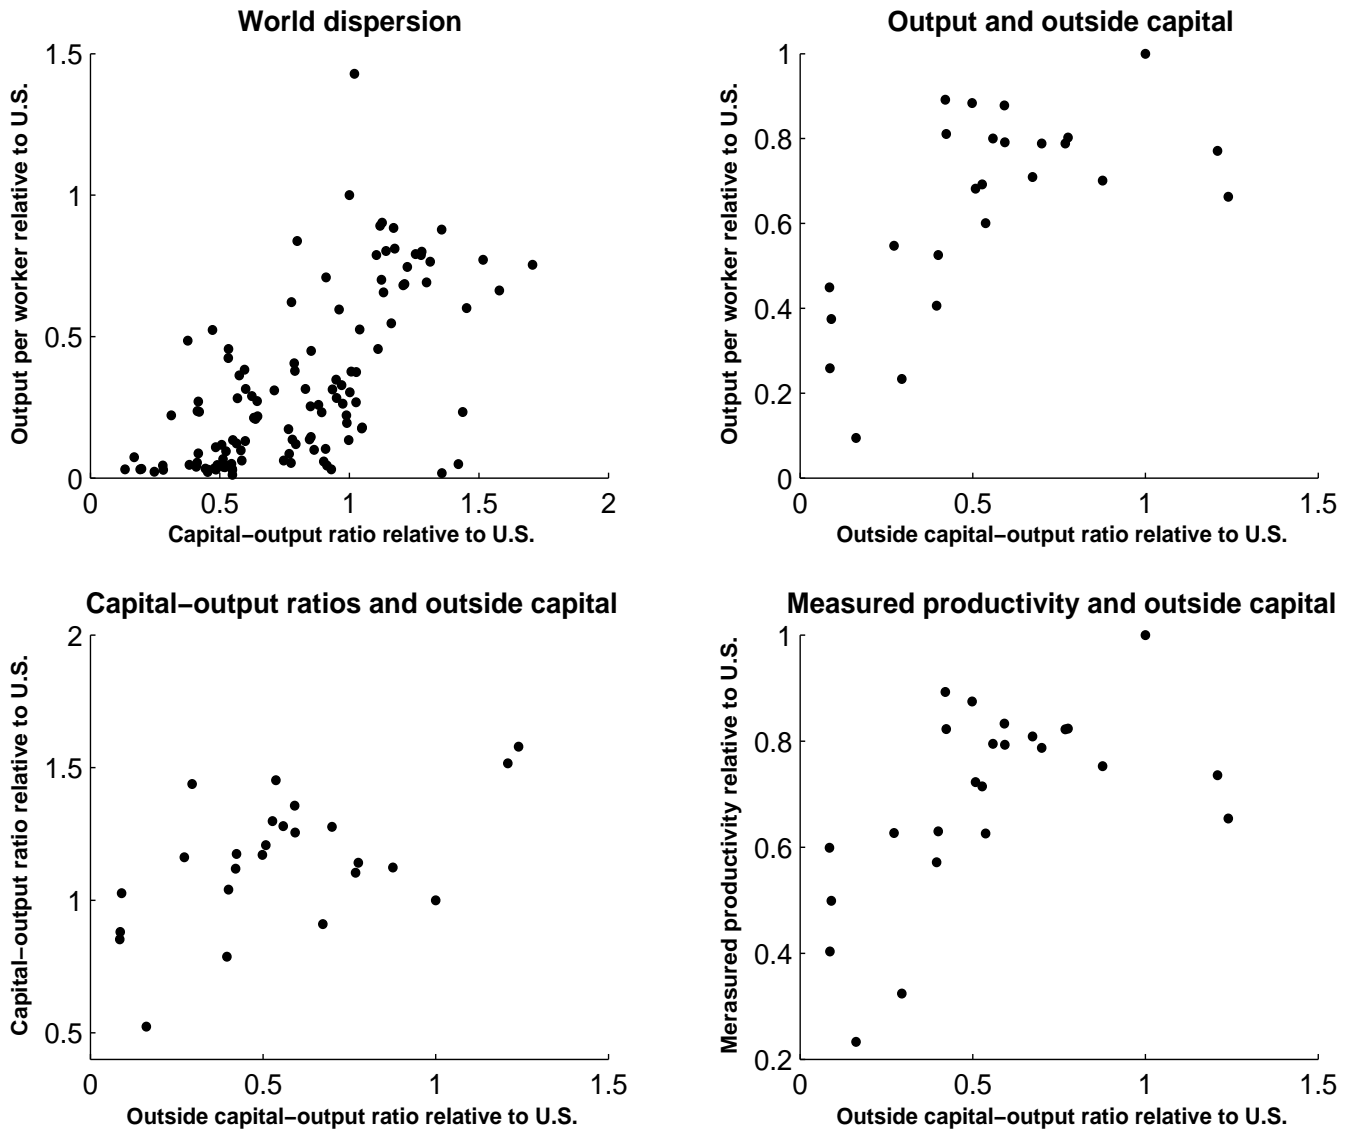 World dispersion
Output per worker relative to U.S.
1.5
1
0.5
0
0 0.5 1 1.5 2
Capital−output ratio relative to U.S.
Output and outside capital
Output per worker relative to U.S.
1
0.8
0.6
0.4
0.2
0
0 0.5 1 1.5
Outside capital−output ratio relative to U.S.
Capital−output ratios and outside capital
Capital−output ratio relative to U.S.
2
1.5
1
0.5
0 0.5 1 1.5
Outside capital−output ratio relative to U.S.
Measured productivity and outside capital
Merasured productivity relative to U.S.
1
0.8
0.6
0.4
0.2
0 0.5 1 1.5
Outside capital−output ratio relative to U.S.